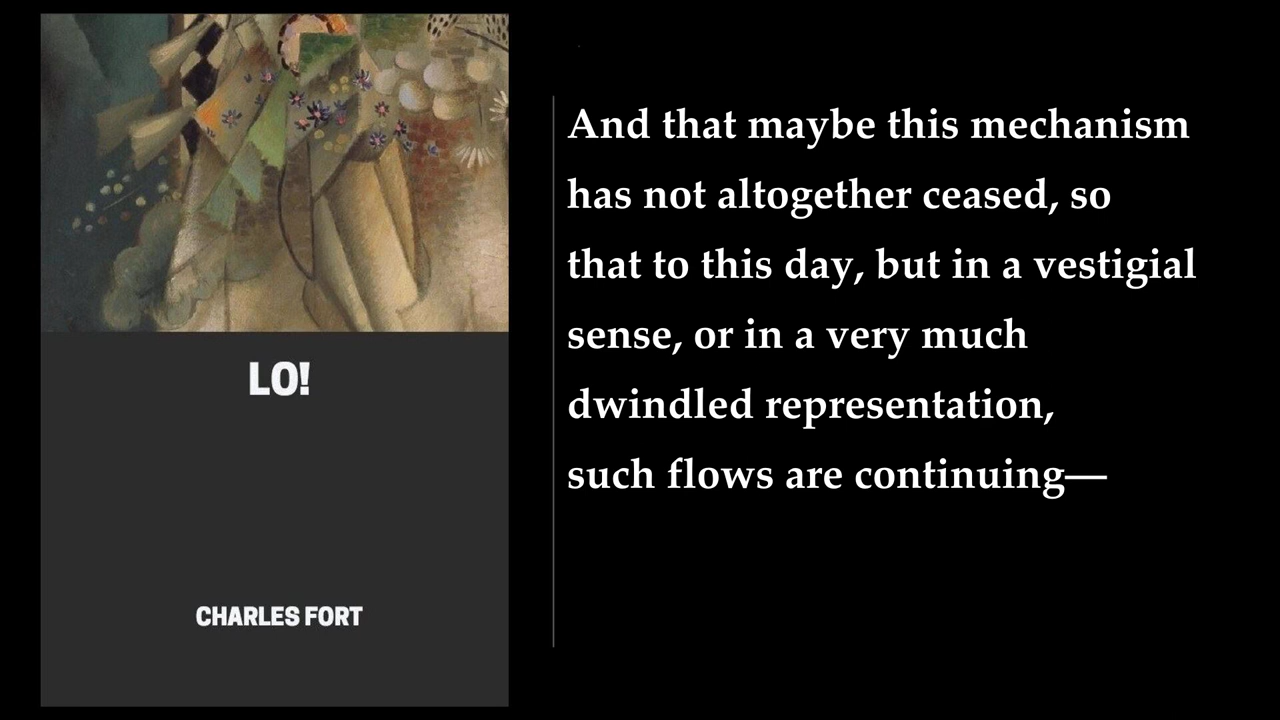 LO!
CHARLES FORT
And that maybe this mechanism
has not altogether ceased, so
that to this day, but in a vestigial
sense, or in a very much
dwindled representation,
such flows are continuing—